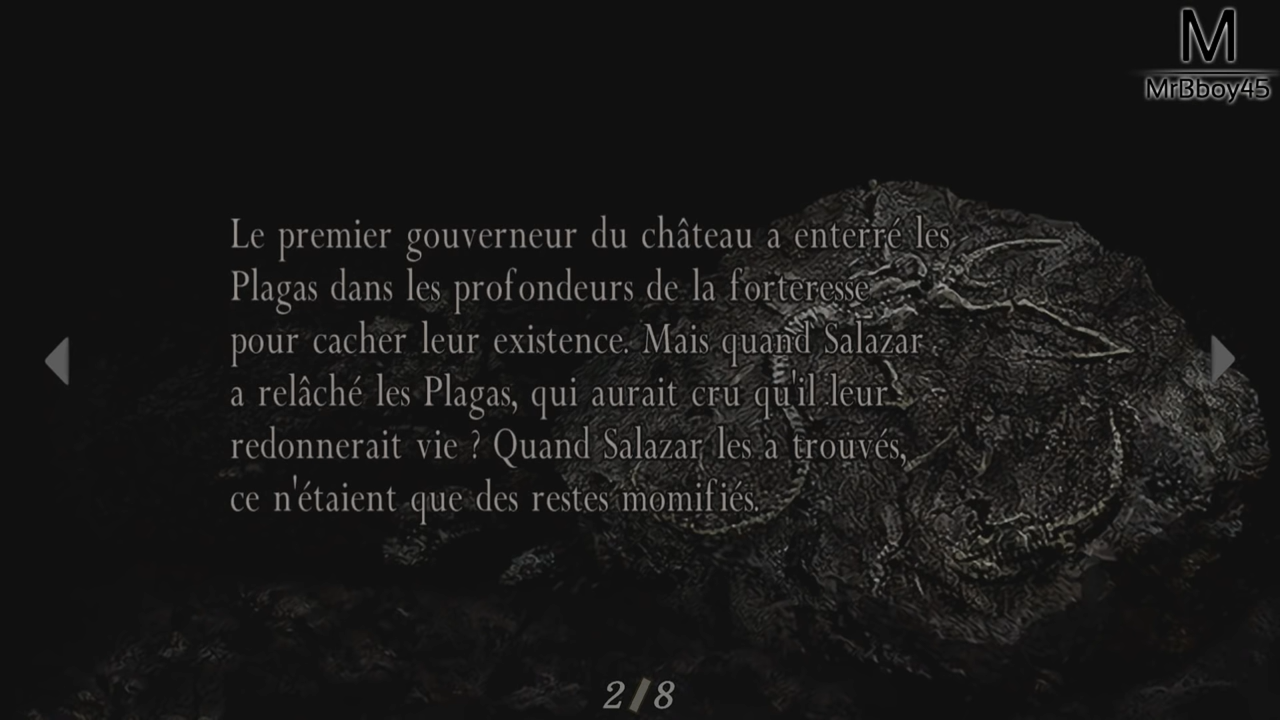 M
MrBboy45
Le premier gouverneur du château a enterré les
Plagas dans les profondeurs de la forteresse
pour cacher leur existence. Mais quand Salazar
a relâché les Plagas, qui aurait cru qu'il leur
redonnerait vie ? Quand Salazar les a trouvés,
ce n'étaient que des restes momifiés.
2/8